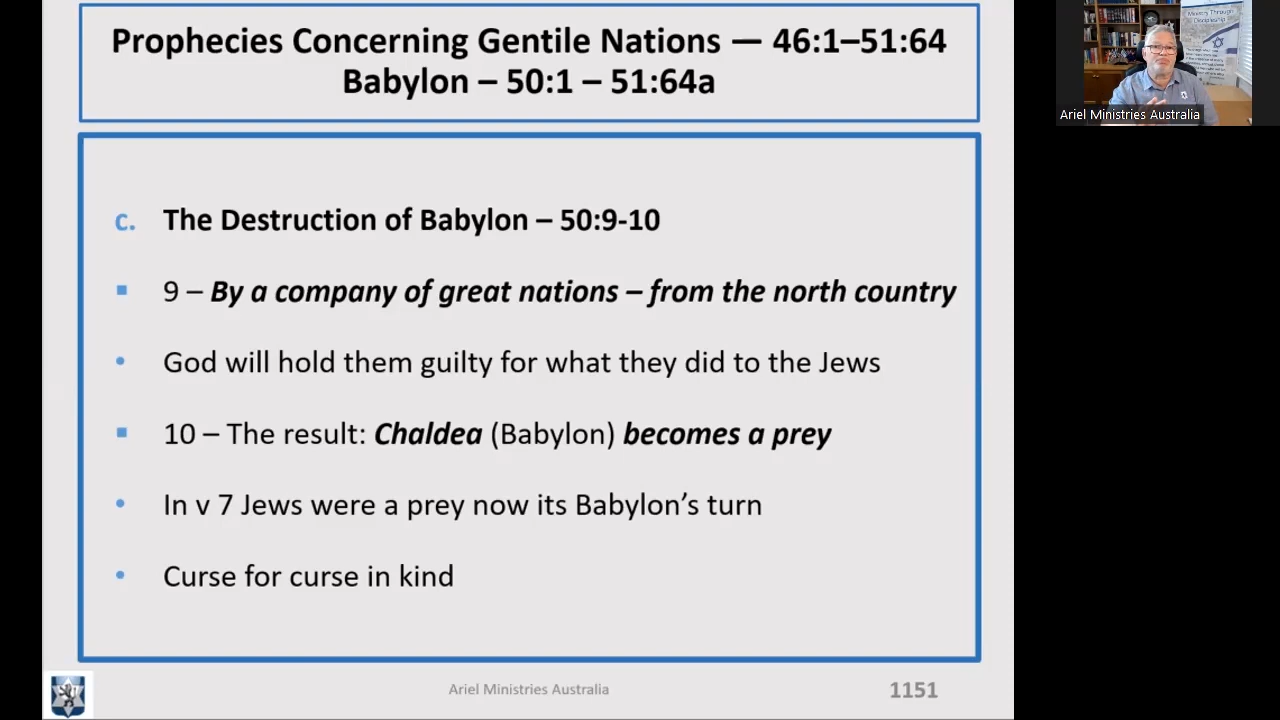 Prophecies Concerning Gentile Nations — 46:1–51:64
Babylon – 50:1 – 51:64a
c. The Destruction of Babylon – 50:9-10
▪ 9 – By a company of great nations – from the north country
• God will hold them guilty for what they did to the Jews
▪ 10 – The result: Chaldea (Babylon) becomes a prey
• In v 7 Jews were a prey now its Babylon's turn
• Curse for curse in kind
Ariel Ministries Australia
1151
Ministry Through
Discipleship
Ariel Ministries Australia